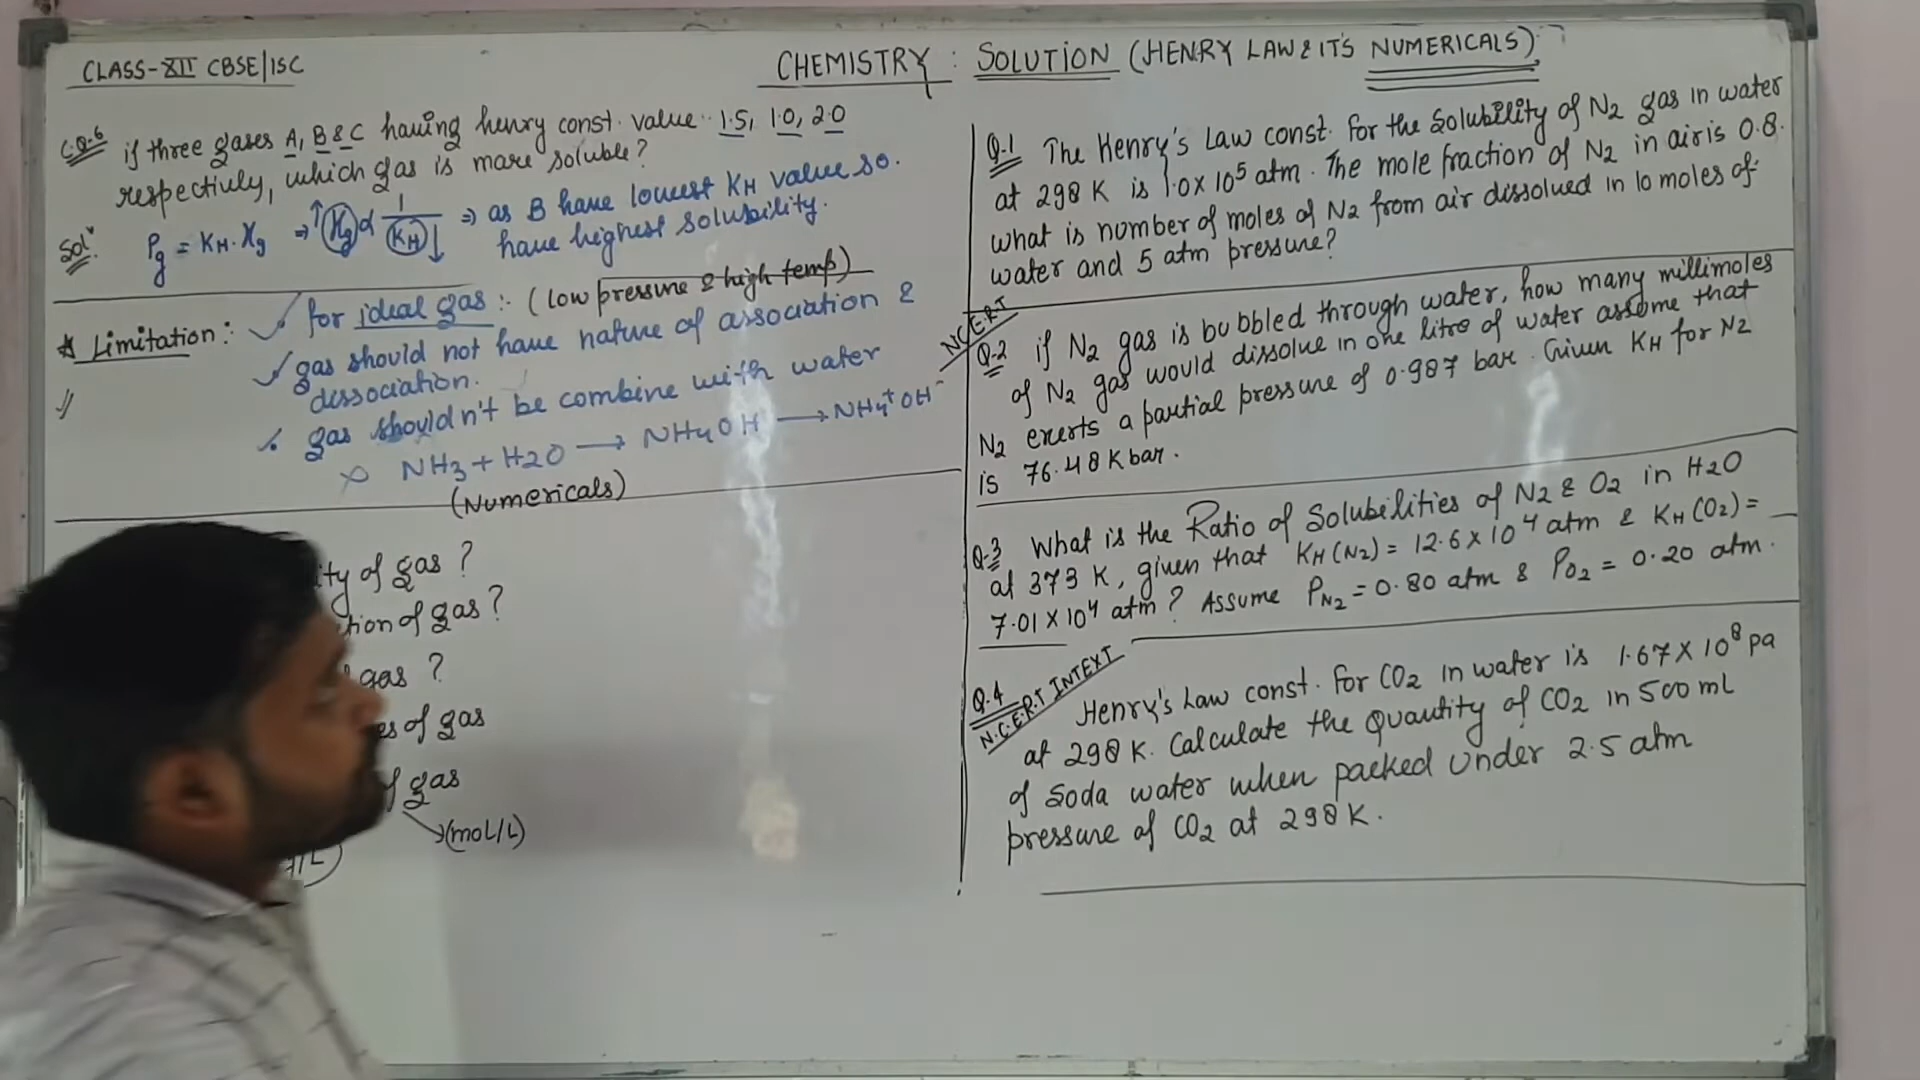 CLASS-XII CBSE/ISC
CHEMISTRY : SOLUTION (HENRY LAW & IT'S NUMERICALS)
C.Q.6 if three gases A, B & C having henry const. value 1.5, 1.0, 2.0
respectivly, which gas is more soluble?
Sol. Pg = KH.Xg ⇒ ↑Xg ∝ 1/KH↓ ⇒ as B have lowest KH value so.
have highest solubility.
* Limitation : ✓ for ideal gas :- (low pressure & high temp)
✓ gas should not have nature of association &
dissociation.
gas shouldn't be combine with water
× NH3 + H2O → NH4OH → NH4+ OH-
(Numericals)
ity of gas ?
tion of gas ?
gas ?
es of gas
of gas
(mol/L)
/L
Q.1 The Henry's Law const. for the solubility of N2 gas in water
at 298 K is 1.0 x 10^5 atm. The mole fraction of N2 in air is 0.8.
what is number of moles of N2 from air dissolved in 10 moles of
water and 5 atm pressure?
N.C.E.R.T
Q.2 if N2 gas is bubbled through water, how many millimoles
of N2 gas would dissolve in one litre of water assume that
N2 exerts a partial pressure of 0.987 bar. Given KH for N2
is 76.48 K bar.
Q.3 What is the Ratio of Solubilities of N2 & O2 in H2O
at 373 K, given that KH (N2) = 12.6 x 10^4 atm & KH (O2) =
7.01 x 10^4 atm ? Assume PN2 = 0.80 atm & PO2 = 0.20 atm.
Q.4
N.C.E.R.T INTEXT
Henry's Law const. for CO2 in water is 1.67 X 10^8 pa
at 298 K. Calculate the Quantity of CO2 in 500 mL
of Soda water when packed under 2.5 atm
pressure of CO2 at 298 K.